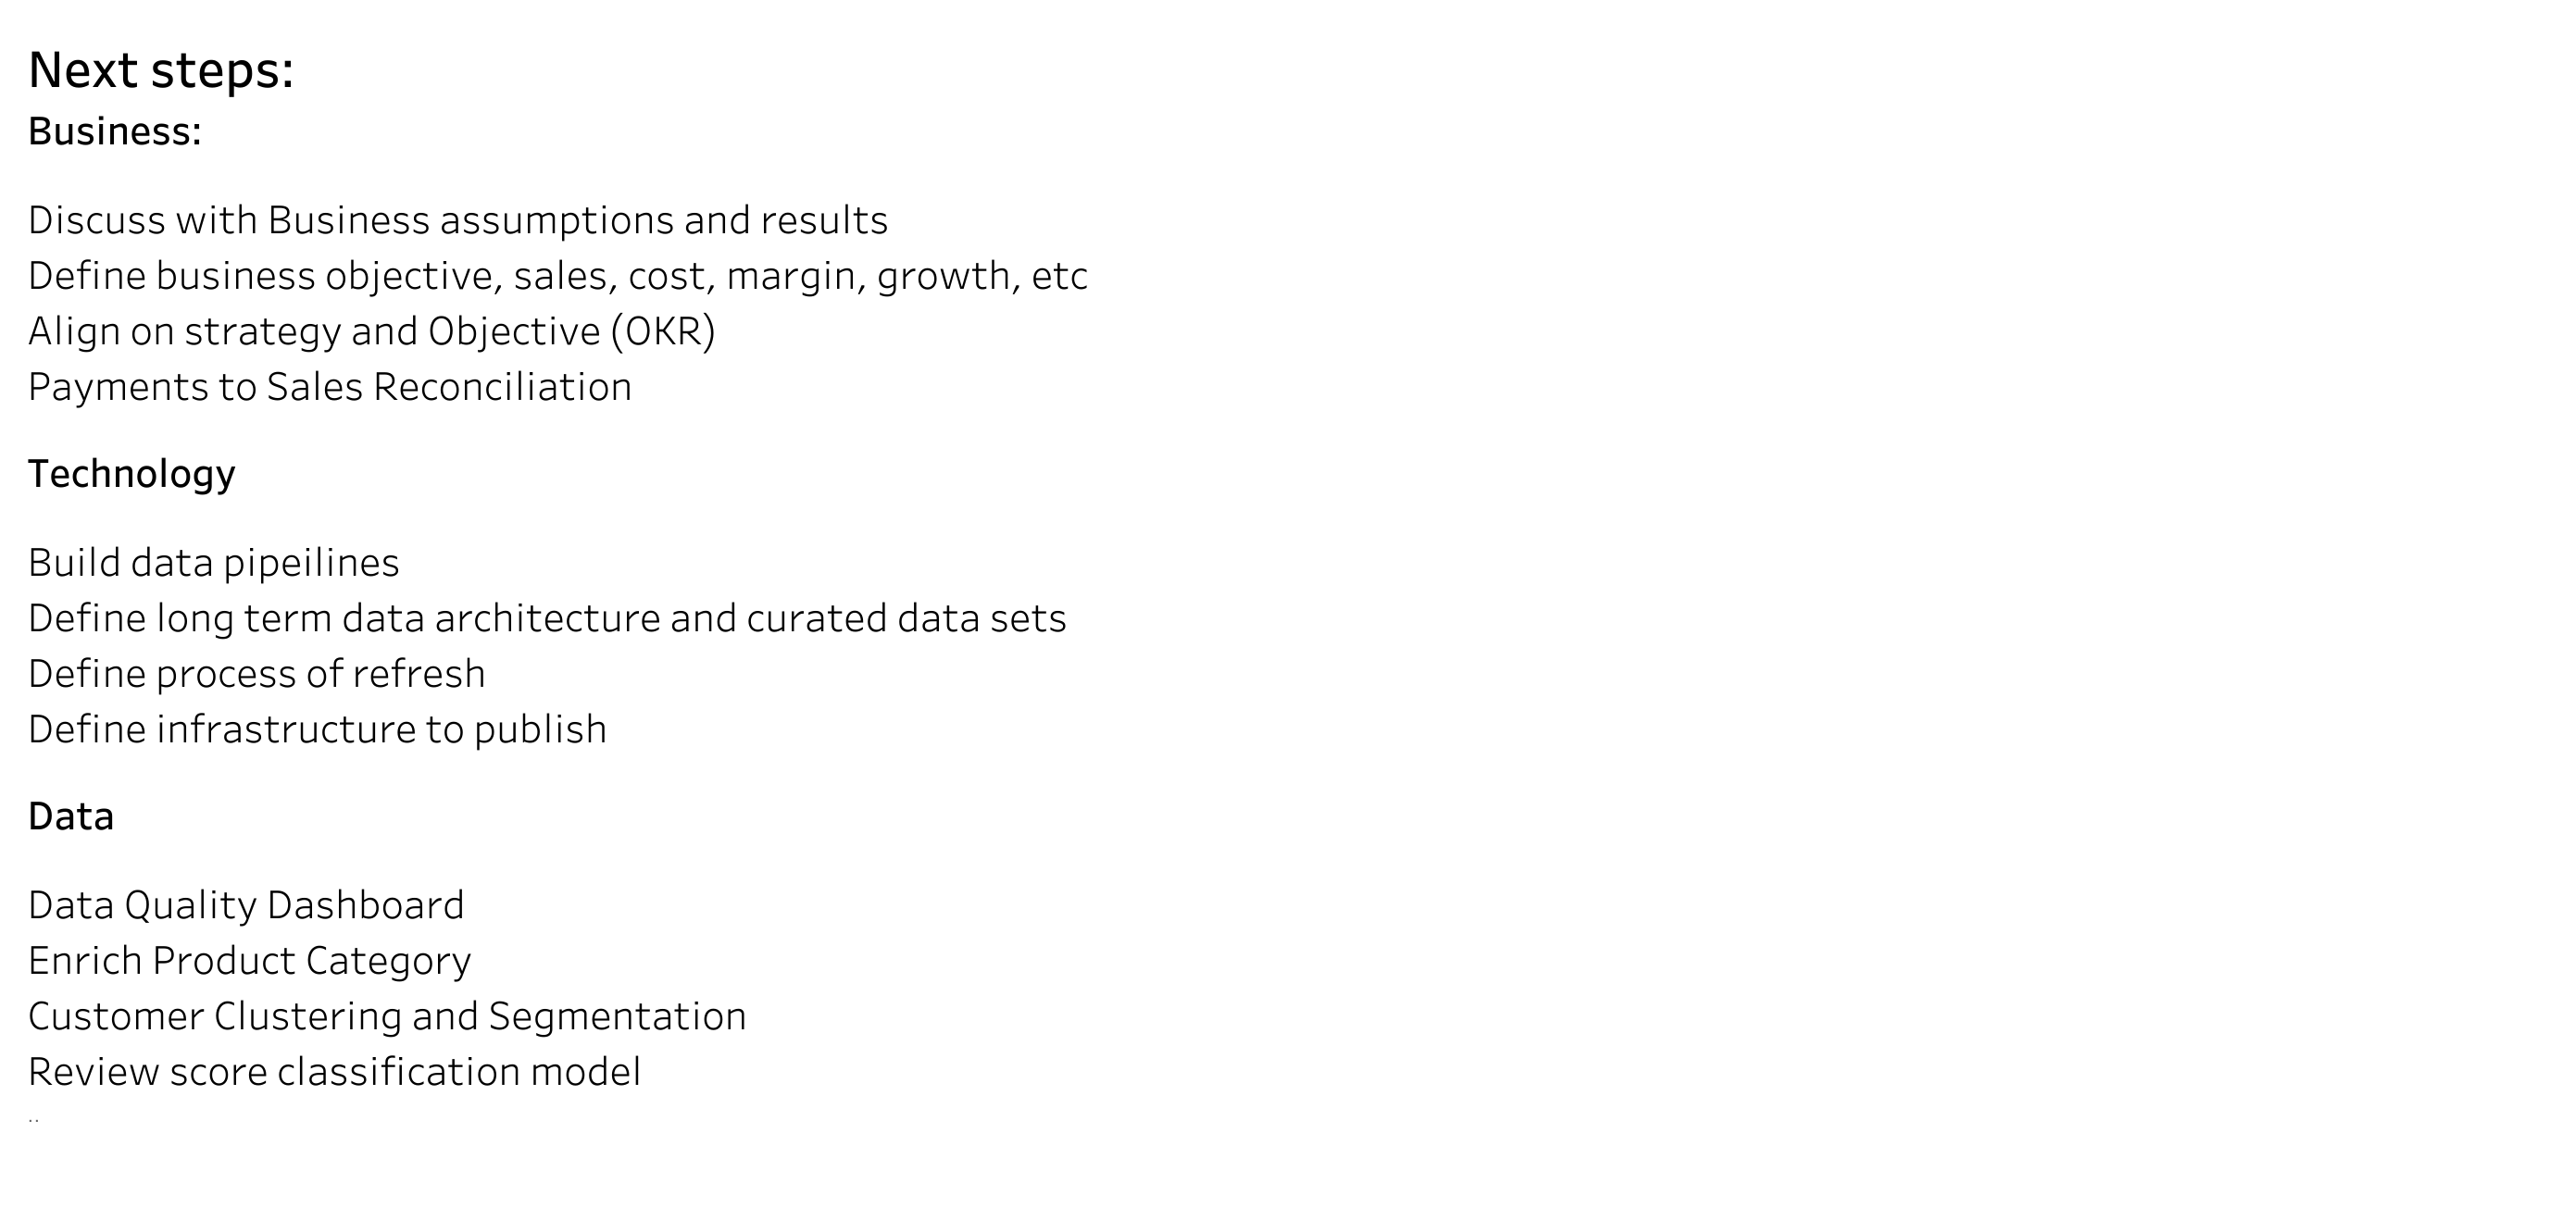 Next steps:
Business:
Discuss with Business assumptions and results
Define business objective, sales, cost, margin, growth, etc
Align on strategy and Objective (OKR)
Payments to Sales Reconciliation
Technology
Build data pipeilines
Define long term data architecture and curated data sets
Define process of refresh
Define infrastructure to publish
Data
Data Quality Dashboard
Enrich Product Category
Customer Clustering and Segmentation
Review score classification model
..